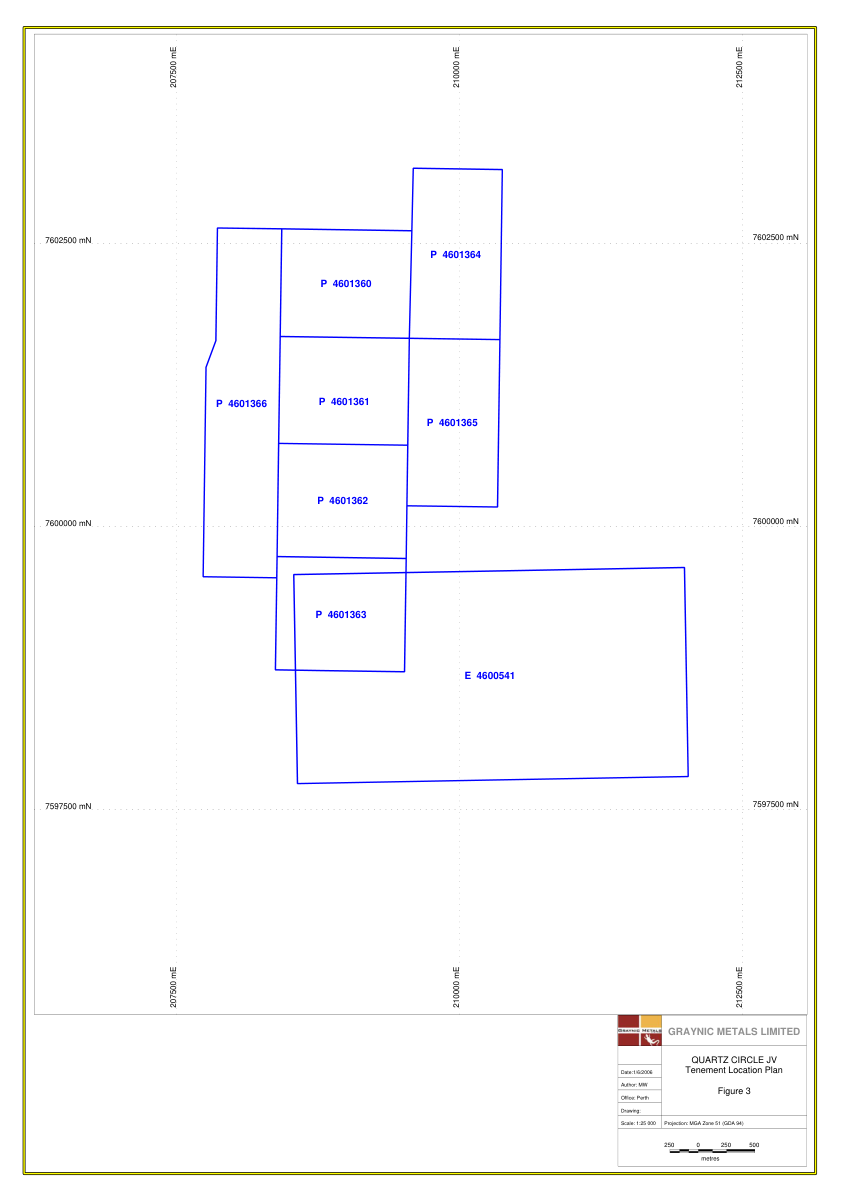 207500 mE
210000 mE
212500 mE
7602500 mN
7602500 mN
P 4601364
P 4601360
P 4601361
P 4601366
P 4601365
P 4601362
7600000 mN
7600000 mN
P 4601363
E 4600541
7597500 mN
7597500 mN
207500 mE
210000 mE
212500 mE
GRAYNIC METALS
GRAYNIC METALS LIMITED
QUARTZ CIRCLE JV
Tenement Location Plan
Figure 3
Date:1/6/2006
Author: MW
Office: Perth
Drawing:
Scale: 1:25 000
Projection: MGA Zone 51 (GDA 94)
250 0 250 500
metres